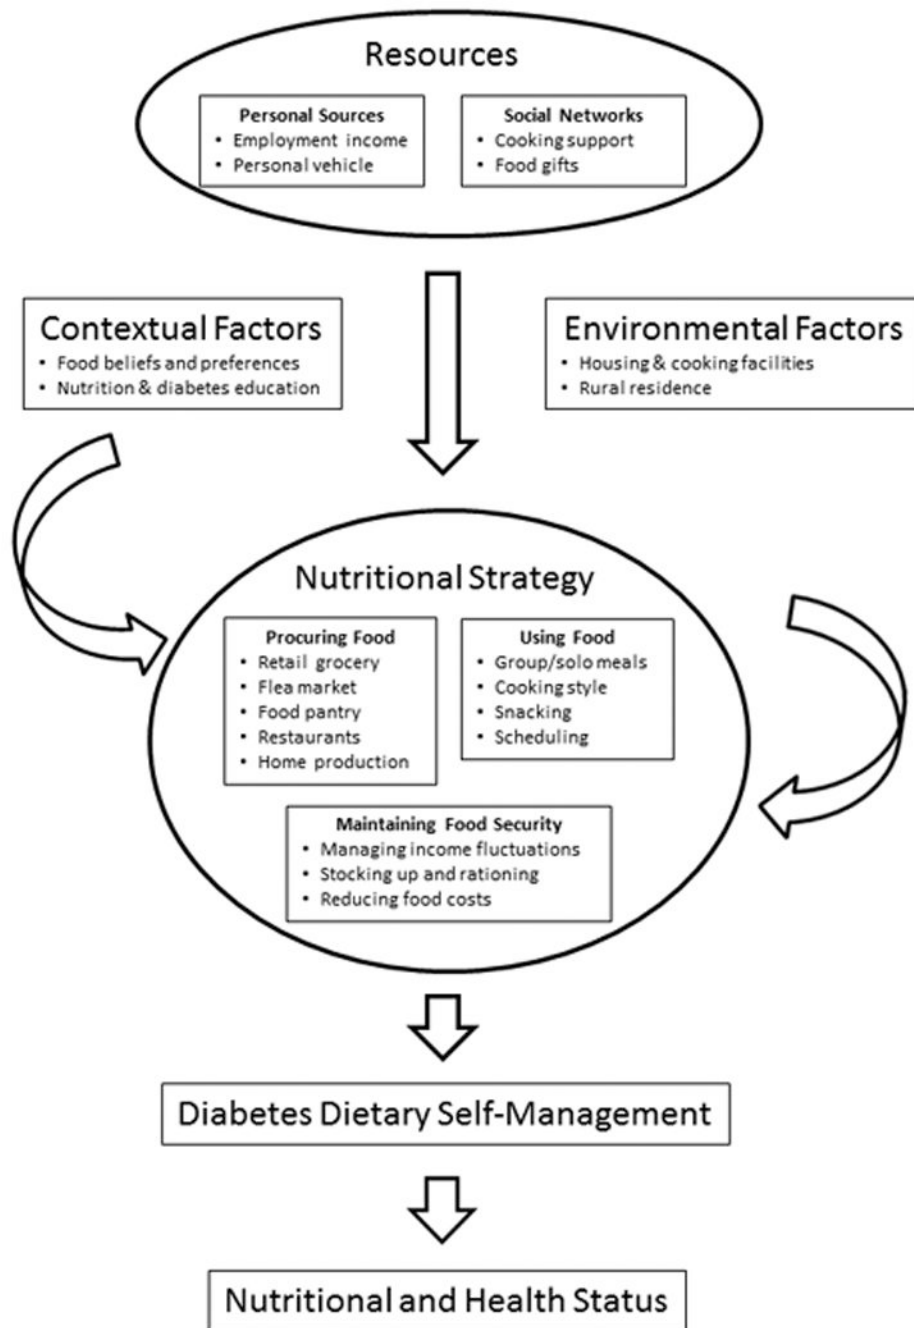 Resources
Personal Sources
• Employment income
• Personal vehicle
Social Networks
• Cooking support
• Food gifts
Contextual Factors
• Food beliefs and preferences
• Nutrition & diabetes education
Environmental Factors
• Housing & cooking facilities
• Rural residence
Nutritional Strategy
Procuring Food
• Retail grocery
• Flea market
• Food pantry
• Restaurants
• Home production
Using Food
• Group/solo meals
• Cooking style
• Snacking
• Scheduling
Maintaining Food Security
• Managing income fluctuations
• Stocking up and rationing
• Reducing food costs
Diabetes Dietary Self-Management
Nutritional and Health Status